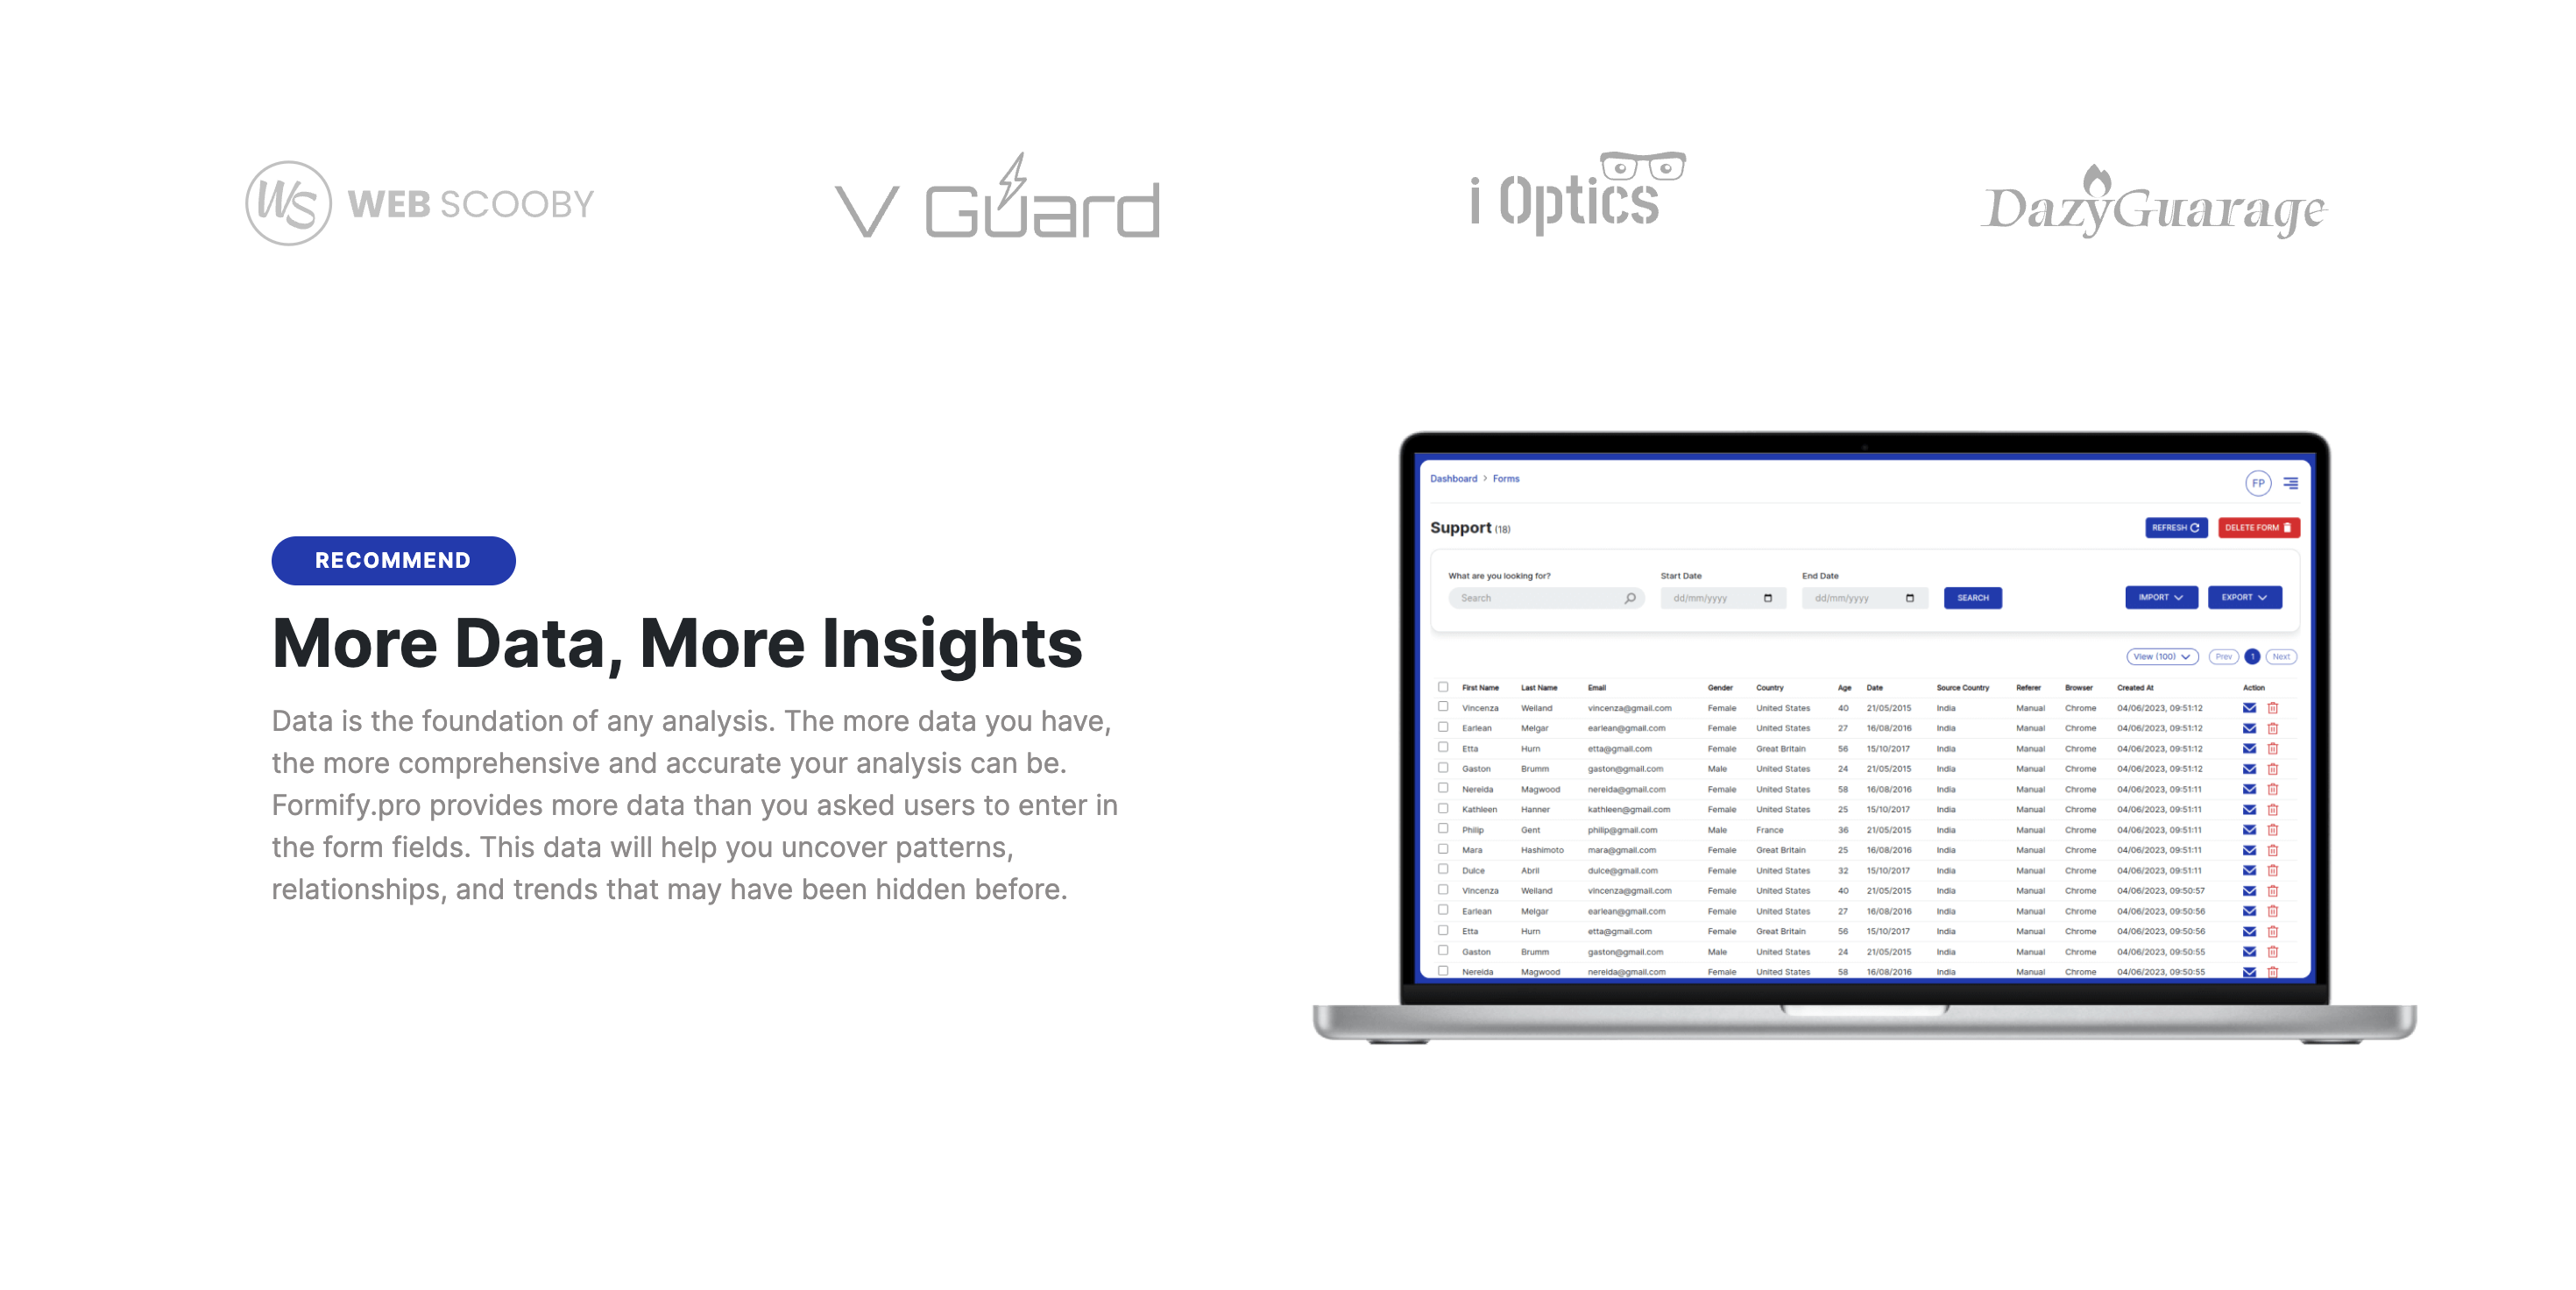 WS WEB SCOOBY
V GUard
i Optics
DazyGuarage
RECOMMEND
More Data, More Insights
Data is the foundation of any analysis. The more data you have,
the more comprehensive and accurate your analysis can be.
Formify.pro provides more data than you asked users to enter in
the form fields. This data will help you uncover patterns,
relationships, and trends that may have been hidden before.
Dashboard > Forms
FP
Support (18)
REFRESH
DELETE FORM
What are you looking for? Start Date End Date
Search dd/mm/yyyy dd/mm/yyyy SEARCH IMPORT EXPORT
View (100) Prev 1 Next
First Name Last Name Email Gender Country Age Date Source Country Referer Browser Created At Action
Vincenza Weiland vincenza@gmail.com Female United States 40 21/05/2015 India Manual Chrome 04/06/2023, 09:51:12
Earlean Melgar earlean@gmail.com Female United States 27 16/08/2016 India Manual Chrome 04/06/2023, 09:51:12
Etta Hurn etta@gmail.com Female Great Britain 56 15/10/2017 India Manual Chrome 04/06/2023, 09:51:12
Gaston Brumm gaston@gmail.com Male United States 24 21/05/2015 India Manual Chrome 04/06/2023, 09:51:12
Nereida Magwood nereida@gmail.com Female United States 58 16/08/2016 India Manual Chrome 04/06/2023, 09:51:11
Kathleen Hanner kathleen@gmail.com Female United States 25 15/10/2017 India Manual Chrome 04/06/2023, 09:51:11
Philip Gent philip@gmail.com Male France 36 21/05/2015 India Manual Chrome 04/06/2023, 09:51:11
Mara Hashimoto mara@gmail.com Female Great Britain 25 16/08/2016 India Manual Chrome 04/06/2023, 09:51:11
Dulce Abril dulce@gmail.com Female United States 32 15/10/2017 India Manual Chrome 04/06/2023, 09:51:11
Vincenza Weiland vincenza@gmail.com Female United States 40 21/05/2015 India Manual Chrome 04/06/2023, 09:50:57
Earlean Melgar earlean@gmail.com Female United States 27 16/08/2016 India Manual Chrome 04/06/2023, 09:50:56
Etta Hurn etta@gmail.com Female Great Britain 56 15/10/2017 India Manual Chrome 04/06/2023, 09:50:56
Gaston Brumm gaston@gmail.com Male United States 24 21/05/2015 India Manual Chrome 04/06/2023, 09:50:55
Nereida Magwood nereida@gmail.com Female United States 58 16/08/2016 India Manual Chrome 04/06/2023, 09:50:55